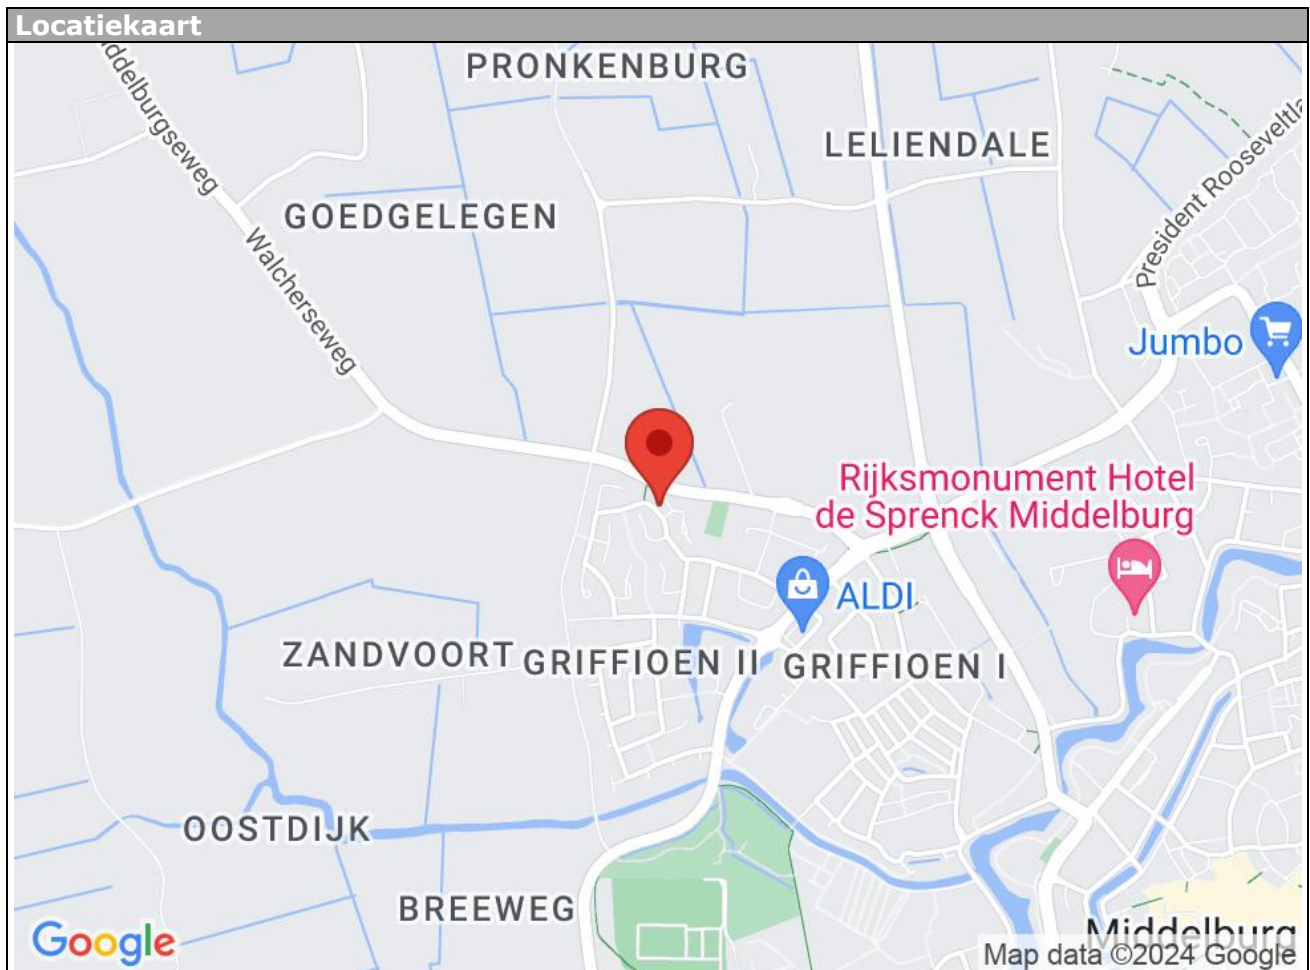 Locatiekaart
PRONKENBURG
ddelburgseweg
LELIENDALE
President Rooseveltla
GOEDGELEGEN
Walcherseweg
Jumbo
Rijksmonument Hotel
de Sprenck Middelburg
ALDI
ZANDVOORT
GRIFFIOEN II
GRIFFIOEN I
OOSTDIJK
BREEWEG
Middelburg
Google
Map data ©2024 Google